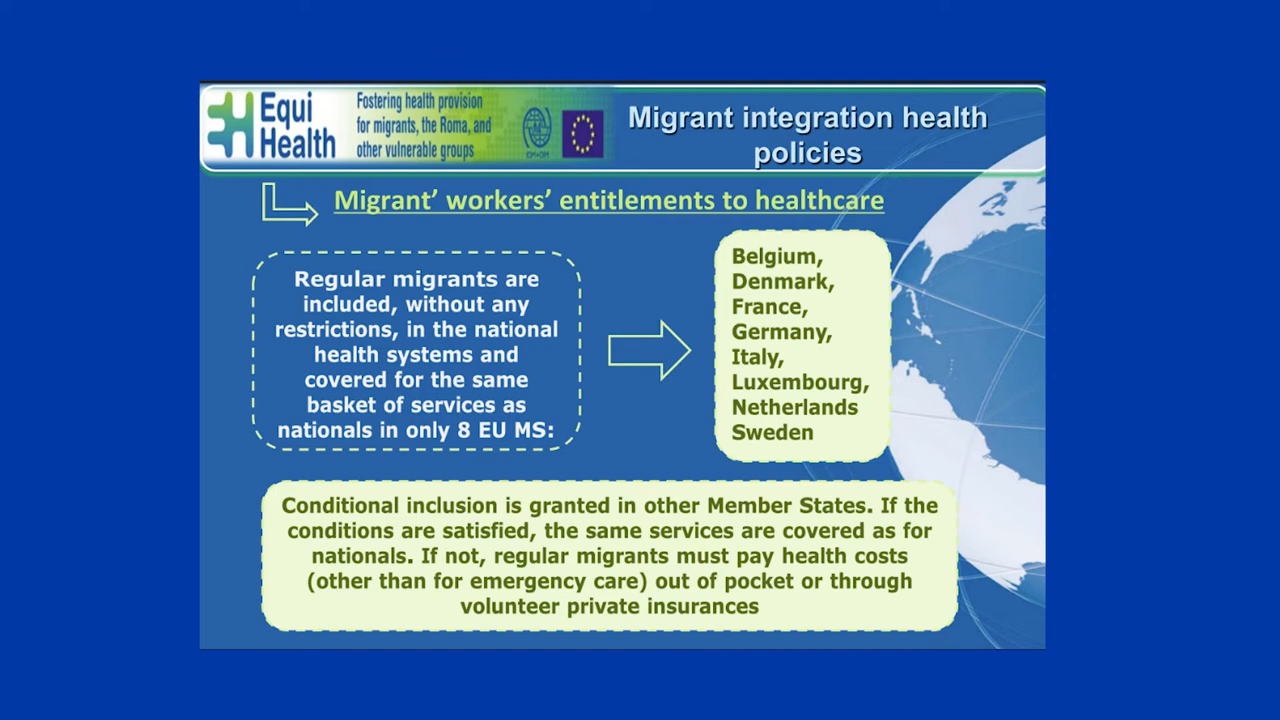 Equi
Health
Fostering health provision
for migrants, the Roma, and
other vulnerable groups
Migrant integration health
policies
Migrant’ workers’ entitlements to healthcare
Regular migrants are
included, without any
restrictions, in the national
health systems and
covered for the same
basket of services as
nationals in only 8 EU MS:
Belgium,
Denmark,
France,
Germany,
Italy,
Luxembourg,
Netherlands
Sweden
Conditional inclusion is granted in other Member States. If the
conditions are satisfied, the same services are covered as for
nationals. If not, regular migrants must pay health costs
(other than for emergency care) out of pocket or through
volunteer private insurances